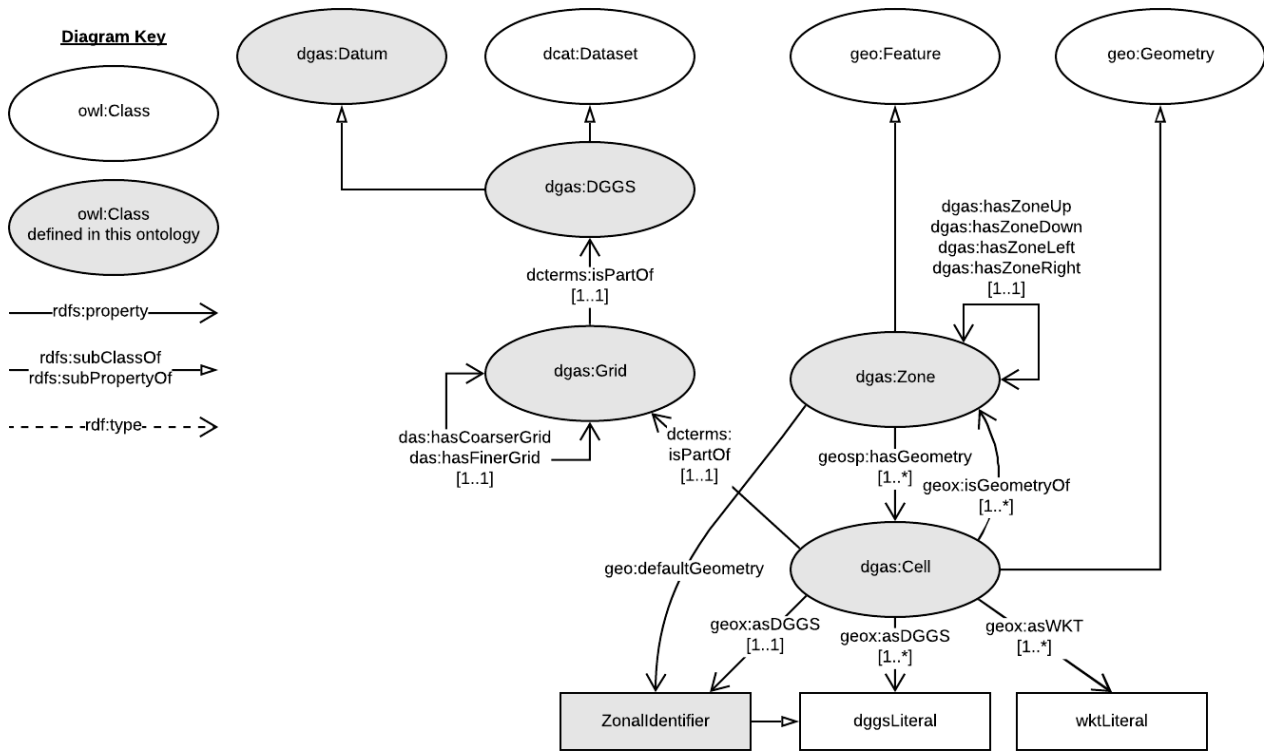 Diagram Key
owl:Class
owl:Class
defined in this ontology
rdfs:property
rdfs:subClassOf
rdfs:subPropertyOf
rdf:type
dgas:Datum
dcat:Dataset
geo:Feature
geo:Geometry
dgas:DGGS
dcterms:isPartOf
[1..1]
dgas:hasZoneUp
dgas:hasZoneDown
dgas:hasZoneLeft
dgas:hasZoneRight
[1..1]
dgas:Grid
dgas:Zone
das:hasCoarserGrid
das:hasFinerGrid
[1..1]
dcterms:
isPartOf
[1..1]
geosp:hasGeometry
[1..*]
geox:isGeometryOf
[1..*]
geo:defaultGeometry
dgas:Cell
geox:asDGGS
[1..1]
geox:asDGGS
[1..*]
geox:asWKT
[1..*]
ZonalIdentifier
dggsLiteral
wktLiteral